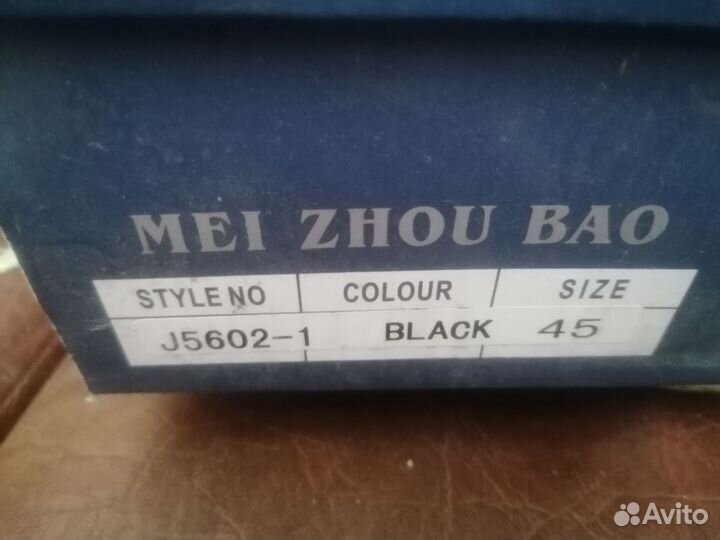 MEI ZHOU BAO
STYLE NO COLOUR SIZE
J5602-1 BLACK 45
Avito